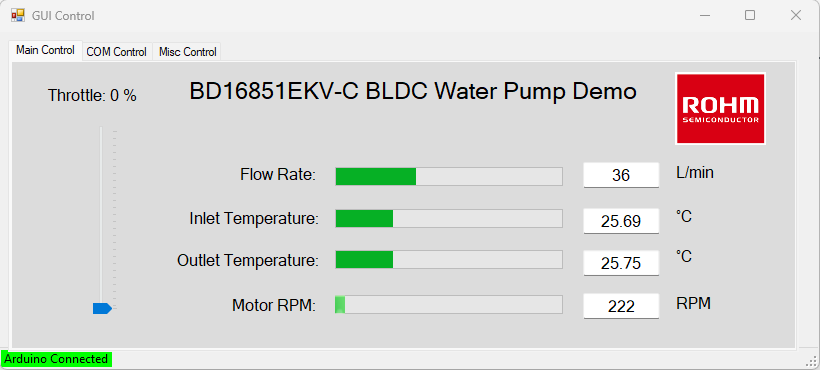 GUI Control
Main Control COM Control Misc Control
Throttle: 0 %
BD16851EKV-C BLDC Water Pump Demo
ROHM
SEMICONDUCTOR
Flow Rate: 36 L/min
Inlet Temperature: 25.69 °C
Outlet Temperature: 25.75 °C
Motor RPM: 222 RPM
Arduino Connected